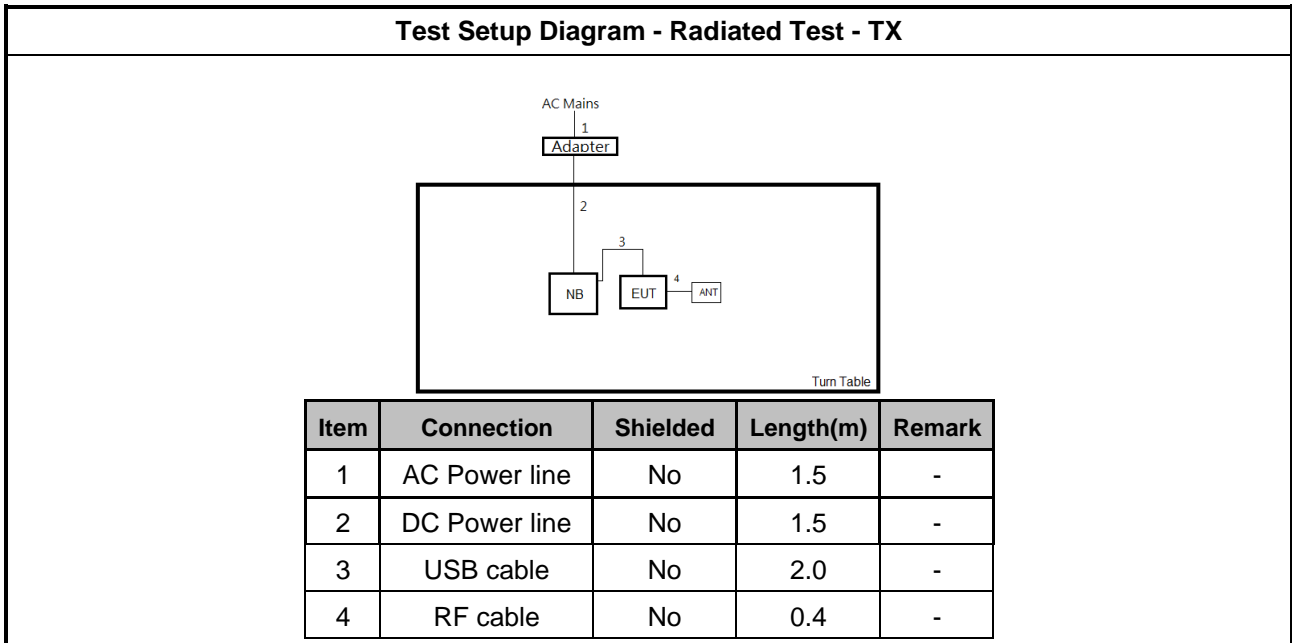 Test Setup Diagram - Radiated Test - TX
AC Mains
1
Adapter
2
3
NB
EUT
4
ANT
Turn Table
Item Connection Shielded Length(m) Remark
1 AC Power line No 1.5 -
2 DC Power line No 1.5 -
3 USB cable No 2.0 -
4 RF cable No 0.4 -